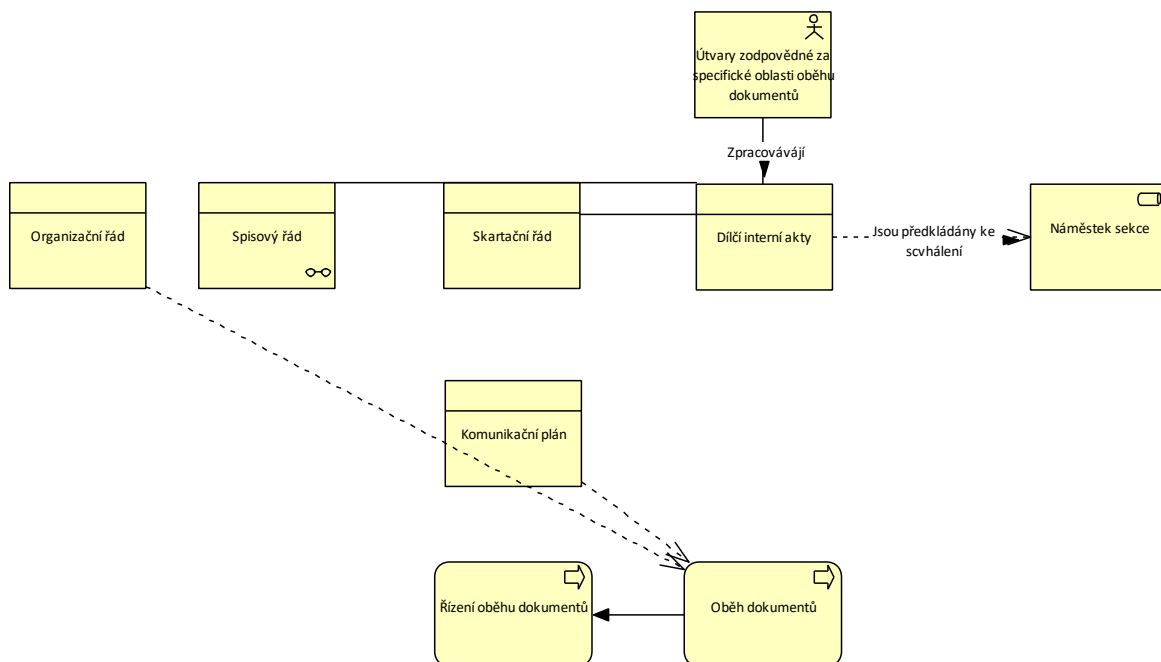 Útvary zodpovědné za
specifické oblasti oběhu
dokumentů
Zpracovávájí
Organizační řád
Spisový řád
Skartační řád
Dílčí interní akty
Jsou předkládány ke
scvhálení
Náměstek sekce
Komunikační plán
Řízení oběhu dokumentů
Oběh dokumentů